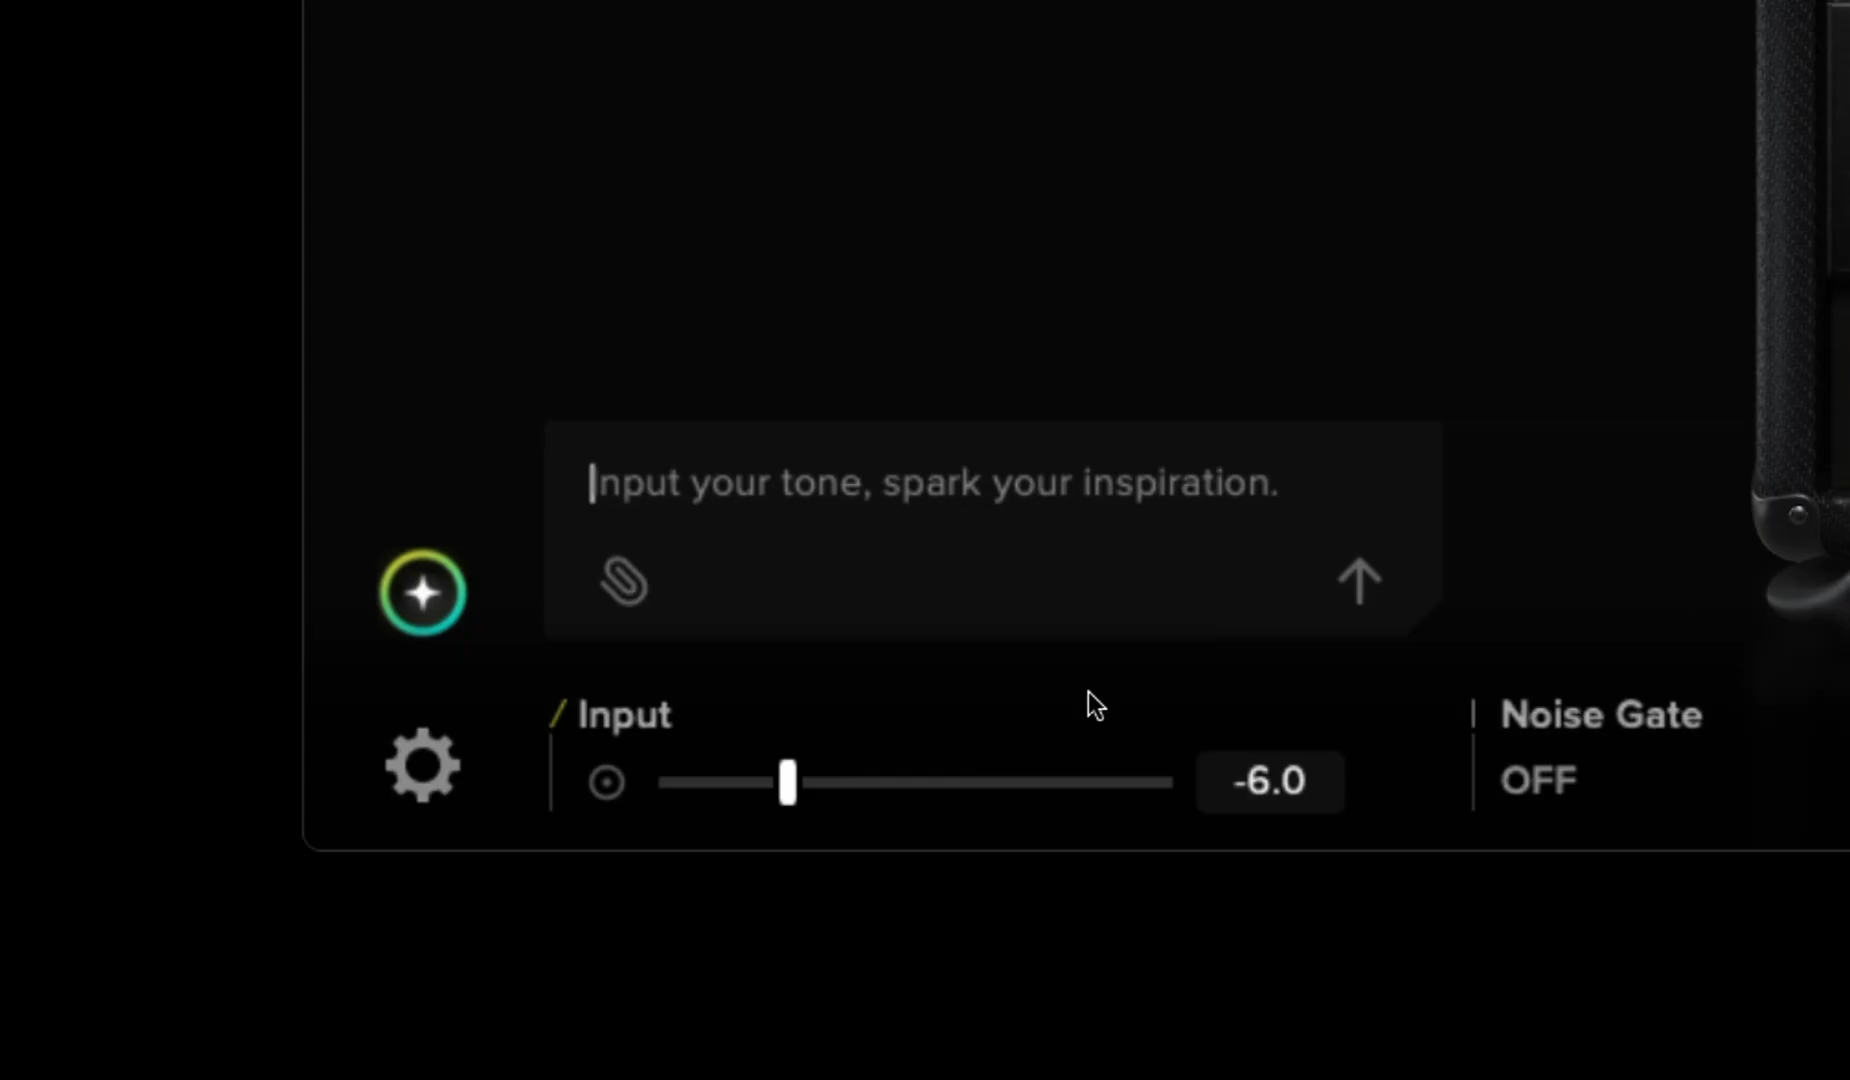 Input your tone, spark your inspiration.
Input
-6.0
Noise Gate
OFF